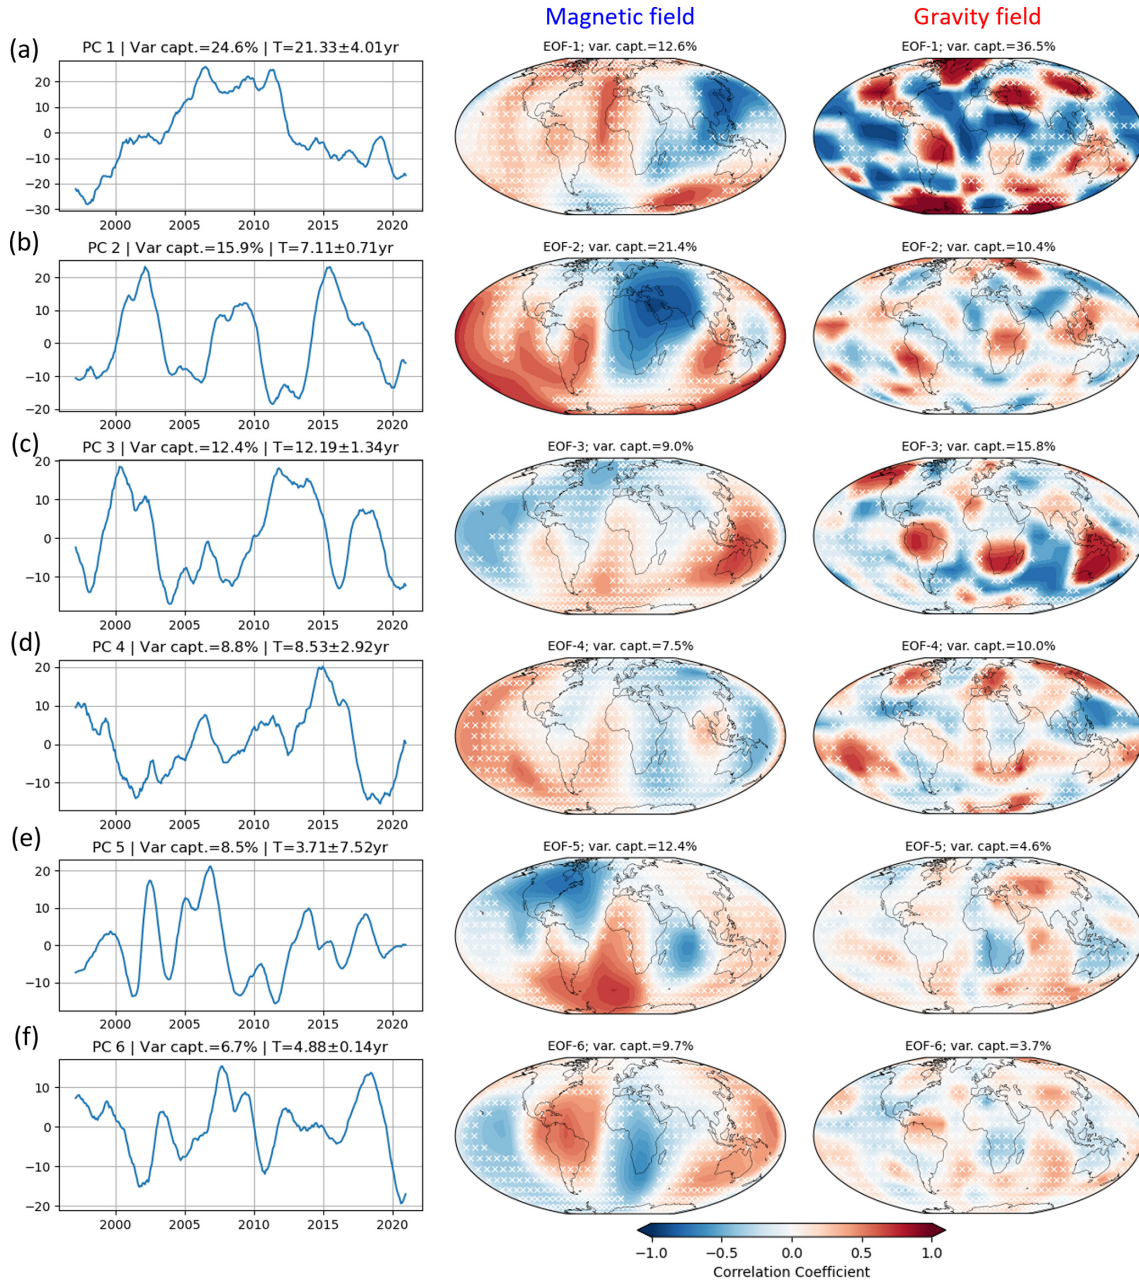 Magnetic field
Gravity field
(a)
PC 1 | Var capt.=24.6% | T=21.33±4.01yr
EOF-1; var. capt.=12.6%
EOF-1; var. capt.=36.5%
20
10
0
−10
−20
−30
2000
2005
2010
2015
2020
(b)
PC 2 | Var capt.=15.9% | T=7.11±0.71yr
EOF-2; var. capt.=21.4%
EOF-2; var. capt.=10.4%
20
10
0
−10
−20
2000
2005
2010
2015
2020
(c)
PC 3 | Var capt.=12.4% | T=12.19±1.34yr
EOF-3; var. capt.=9.0%
EOF-3; var. capt.=15.8%
20
10
0
−10
2000
2005
2010
2015
2020
(d)
PC 4 | Var capt.=8.8% | T=8.53±2.92yr
EOF-4; var. capt.=7.5%
EOF-4; var. capt.=10.0%
20
10
0
−10
2000
2005
2010
2015
2020
(e)
PC 5 | Var capt.=8.5% | T=3.71±7.52yr
EOF-5; var. capt.=12.4%
EOF-5; var. capt.=4.6%
20
10
0
−10
2000
2005
2010
2015
2020
(f)
PC 6 | Var capt.=6.7% | T=4.88±0.14yr
EOF-6; var. capt.=9.7%
EOF-6; var. capt.=3.7%
10
0
−10
−20
2000
2005
2010
2015
2020
−1.0
−0.5
0.0
0.5
1.0
Correlation Coefficient